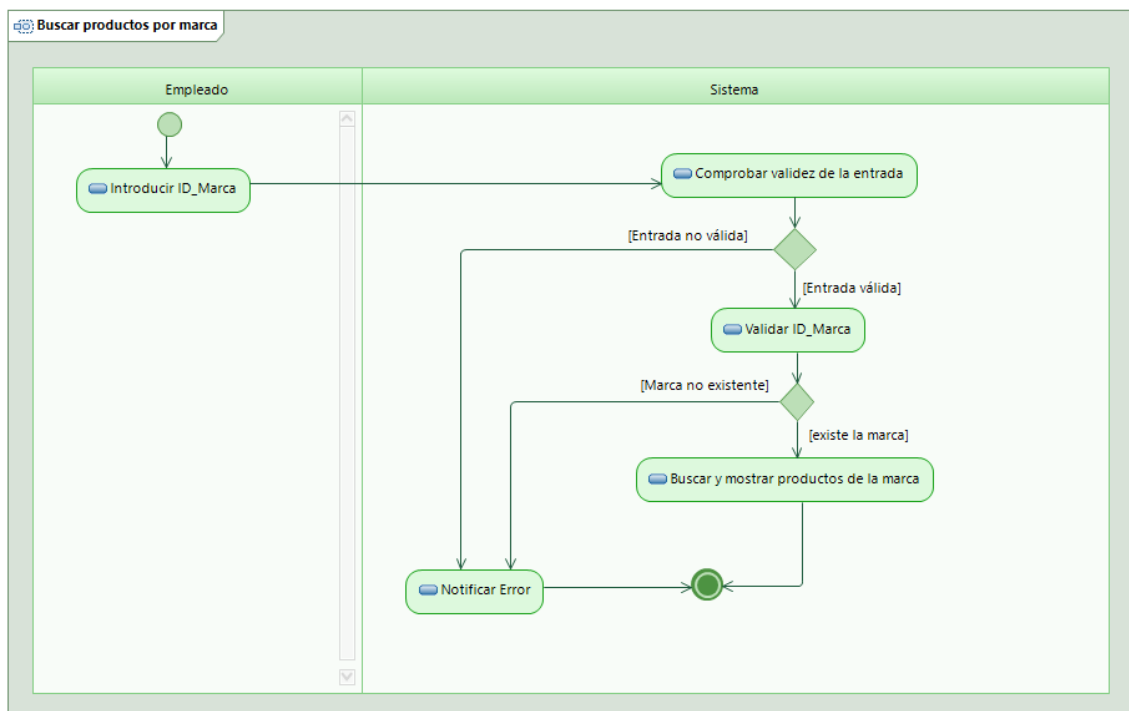 Buscar productos por marca
Empleado
Sistema
Introducir ID_Marca
Comprobar validez de la entrada
[Entrada no válida]
[Entrada válida]
Validar ID_Marca
[Marca no existente]
[existe la marca]
Buscar y mostrar productos de la marca
Notificar Error